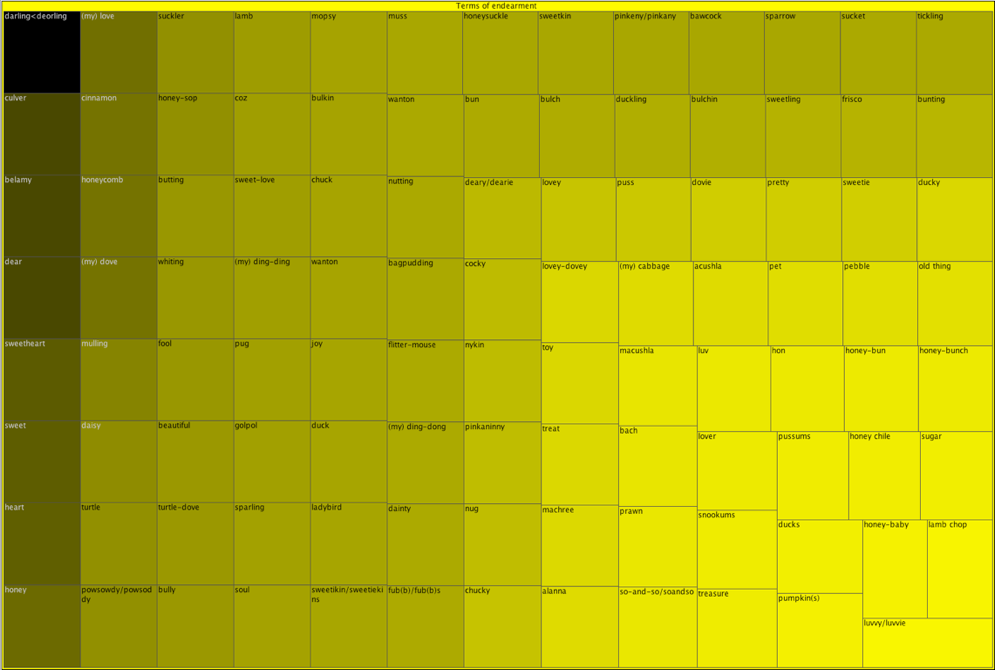 Terms of endearment
darling<deorling
culver
belamy
dear
sweetheart
sweet
heart
honey
(my) love
cinnamon
honeycomb
(my) dove
mulling
daisy
turtle
powsowdy/powsod
dy
suckler
honey-sop
butting
whiting
fool
beautiful
turtle-dove
bully
lamb
coz
sweet-love
(my) ding-ding
pug
golpol
sparling
soul
mopsy
bulkin
chuck
wanton
joy
duck
ladybird
sweetikin/sweetieki
ns
muss
wanton
nutting
bagpudding
flitter-mouse
(my) ding-dong
dainty
fub(b)/fub(b)s
honeysuckle
bun
deary/dearie
cocky
nykin
pinkaninny
nug
chucky
sweetkin
bulch
lovey
lovey-dovey
toy
treat
machree
alanna
pinkeny/pinkany
duckling
puss
(my) cabbage
macushla
bach
prawn
so-and-so/soandso
bawcock
bulchin
dovie
acushla
luv
lover
snookums
treasure
sparrow
sweetling
pretty
pet
hon
pussums
ducks
pumpkin(s)
sucket
frisco
sweetie
pebble
honey-bun
honey chile
tickling
bunting
ducky
old thing
honey-bunch
sugar
honey-baby
lamb chop
luvvy/luvvie